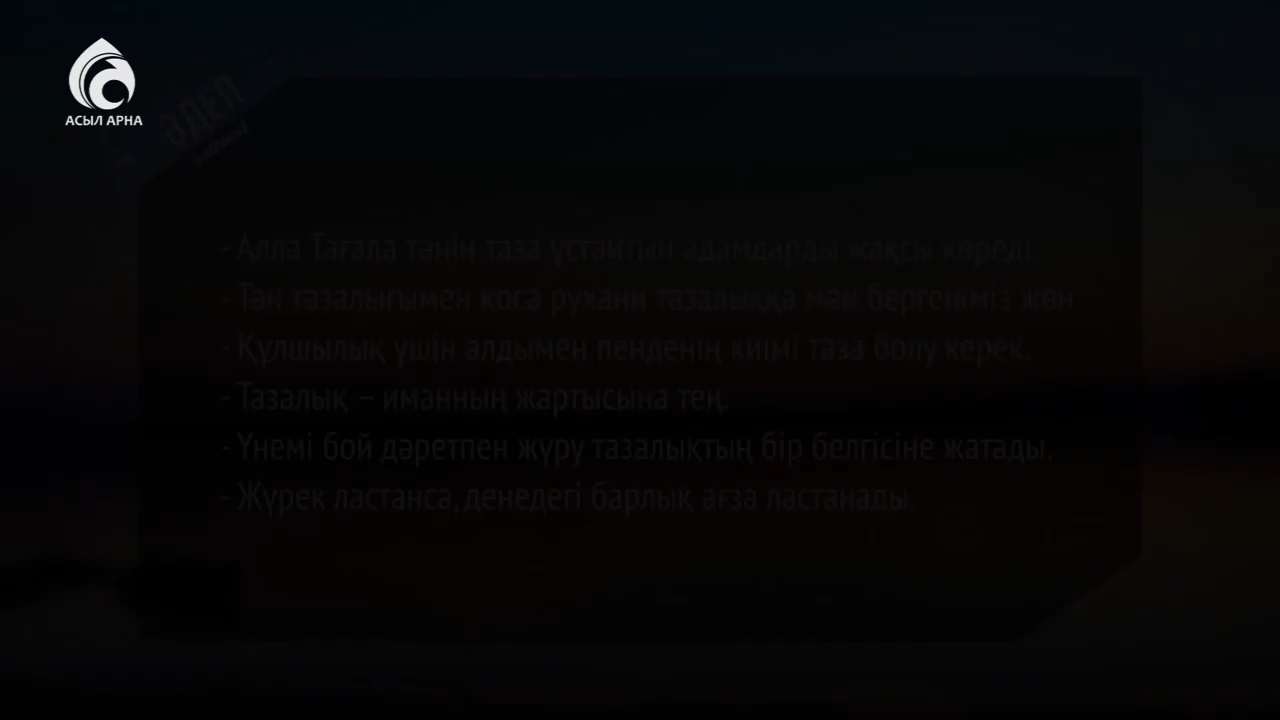 АСЫЛ АРНА
ӘДЕП
- Алла Тағала тәнін таза ұстайтын адамдарды жақсы көреді.
- Тән тазалығымен қоса рухани тазалыққа мән бергеніміз жөн.
- Құлшылық үшін алдымен пенденің киімі таза болу керек.
- Тазалық – иманның жартысына тең.
- Үнемі бой дәретпен жүру тазалықтың бір белгісіне жатады.
- Жүрек ластанса, денедегі барлық ағза ластанады.